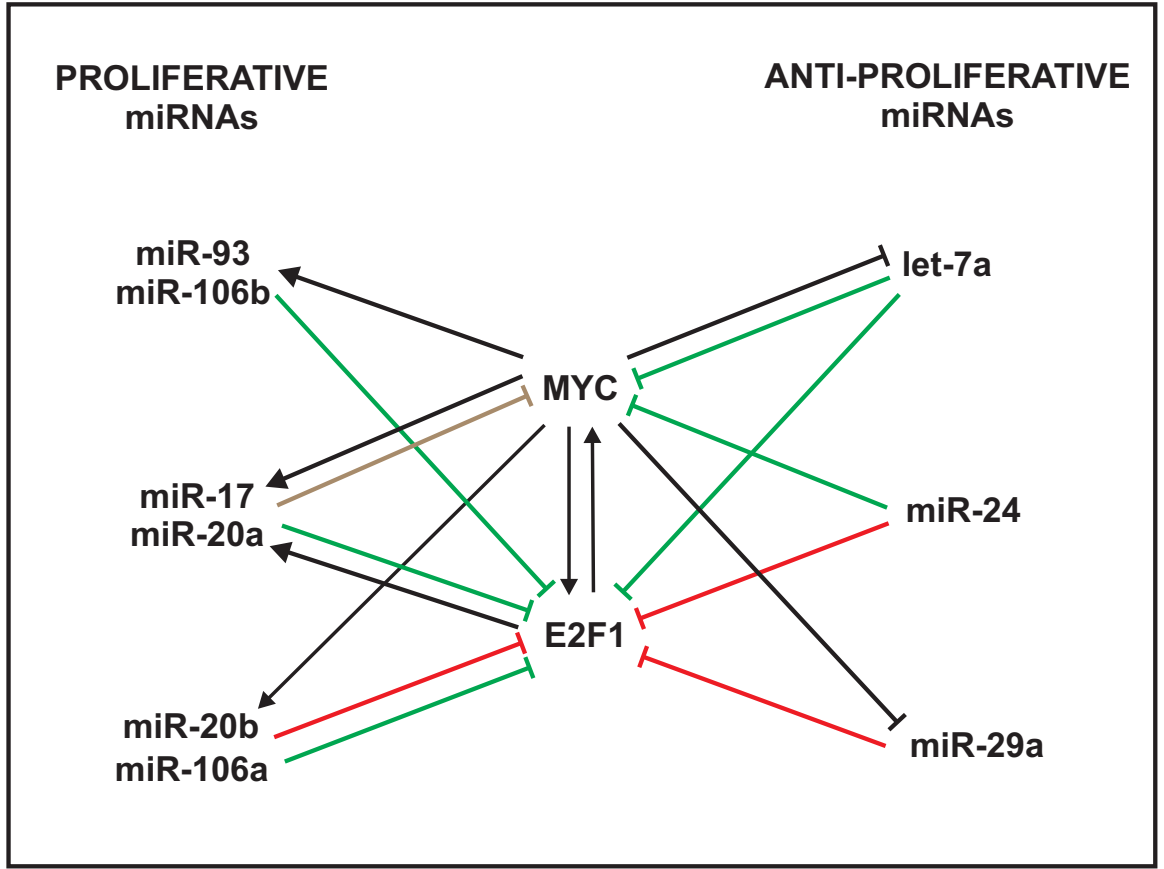 PROLIFERATIVE
miRNAs
ANTI-PROLIFERATIVE
miRNAs
miR-93
miR-106b
let-7a
MYC
miR-17
miR-20a
miR-24
E2F1
miR-20b
miR-106a
miR-29a